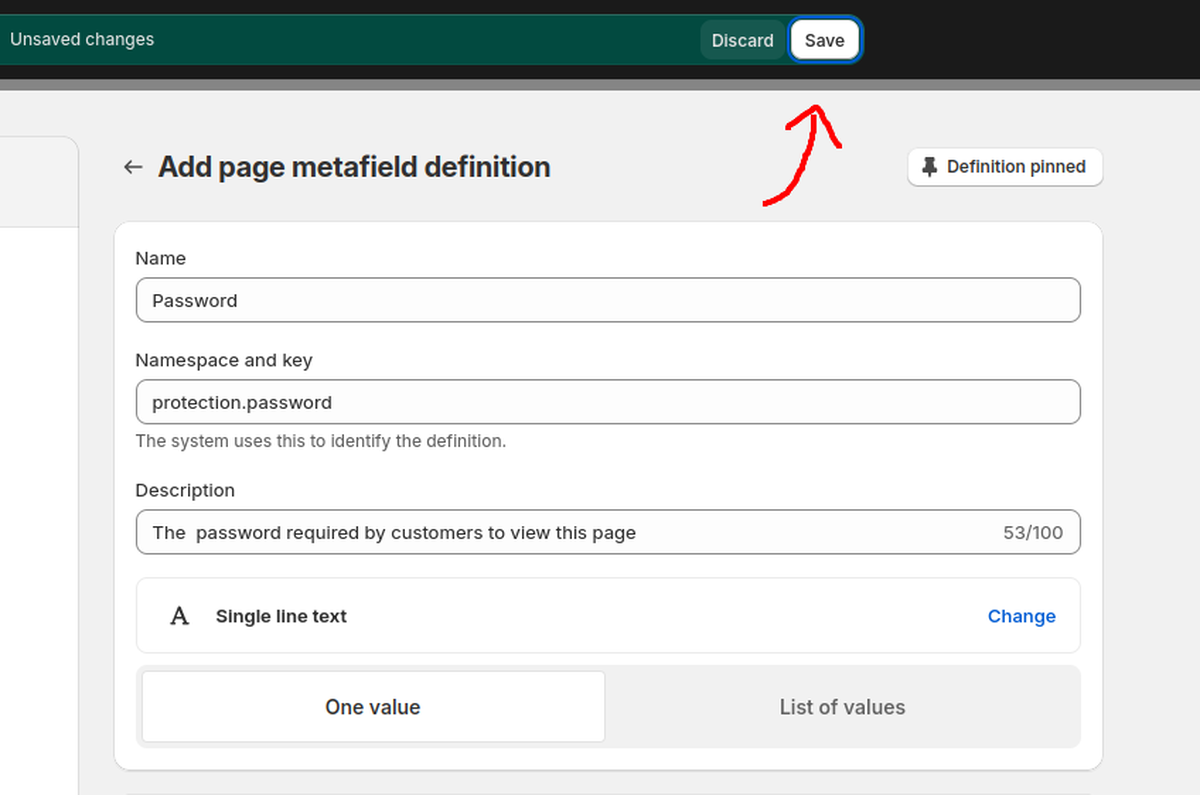 Unsaved changes
Discard
Save
Add page metafield definition
Definition pinned
Name
Password
Namespace and key
protection.password
The system uses this to identify the definition.
Description
The  password required by customers to view this page
53/100
A
Single line text
Change
One value
List of values